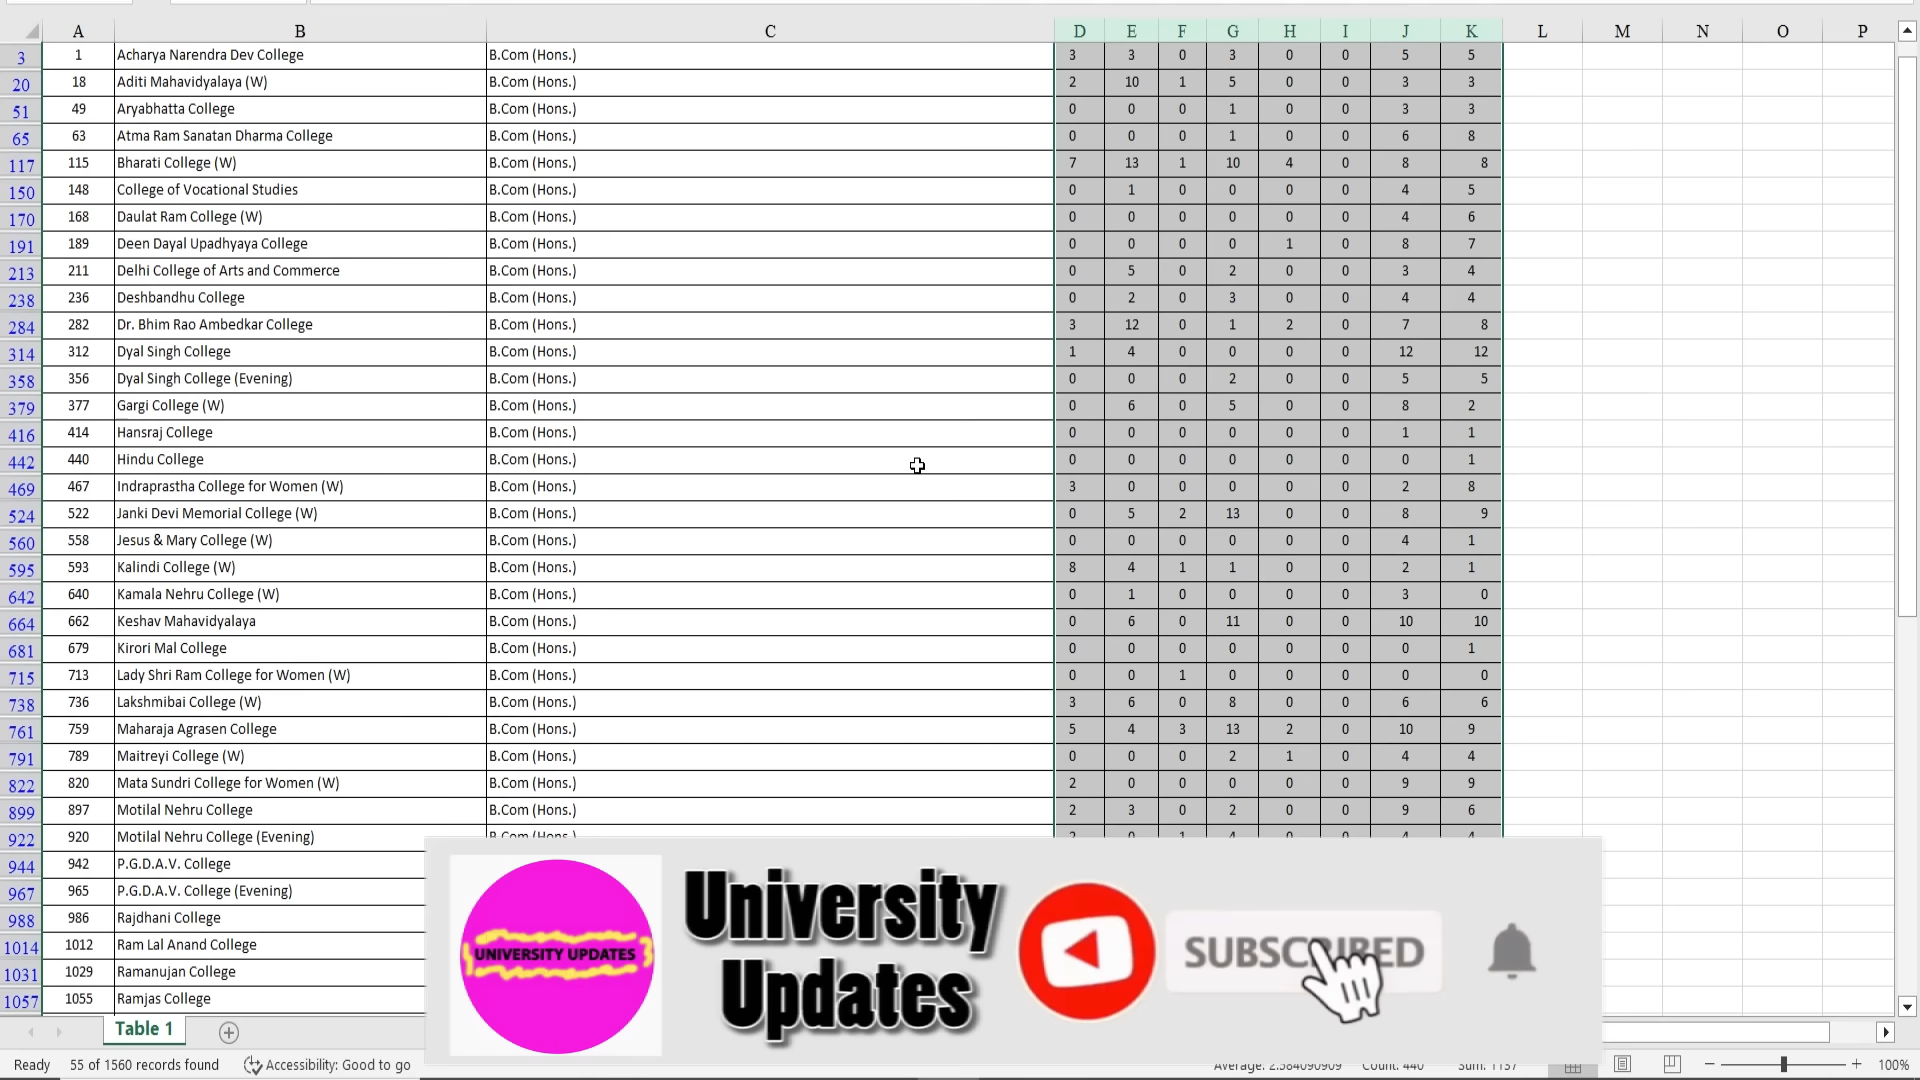 A B C D E F G H I J K L M N O P
3 1 Acharya Narendra Dev College B.Com (Hons.) 3 3 0 3 0 0 5 5
20 18 Aditi Mahavidyalaya (W) B.Com (Hons.) 2 10 1 5 0 0 3 3
51 49 Aryabhatta College B.Com (Hons.) 0 0 0 1 0 0 3 3
65 63 Atma Ram Sanatan Dharma College B.Com (Hons.) 0 0 0 1 0 0 6 8
117 115 Bharati College (W) B.Com (Hons.) 7 13 1 10 4 0 8 8
150 148 College of Vocational Studies B.Com (Hons.) 0 1 0 0 0 0 4 5
170 168 Daulat Ram College (W) B.Com (Hons.) 0 0 0 0 0 0 4 6
191 189 Deen Dayal Upadhyaya College B.Com (Hons.) 0 0 0 0 1 0 8 7
213 211 Delhi College of Arts and Commerce B.Com (Hons.) 0 5 0 2 0 0 3 4
238 236 Deshbandhu College B.Com (Hons.) 0 2 0 3 0 0 4 4
284 282 Dr. Bhim Rao Ambedkar College B.Com (Hons.) 3 12 0 1 2 0 7 8
314 312 Dyal Singh College B.Com (Hons.) 1 4 0 0 0 0 12 12
358 356 Dyal Singh College (Evening) B.Com (Hons.) 0 0 0 2 0 0 5 5
379 377 Gargi College (W) B.Com (Hons.) 0 6 0 5 0 0 8 2
416 414 Hansraj College B.Com (Hons.) 0 0 0 0 0 0 1 1
442 440 Hindu College B.Com (Hons.) 0 0 0 0 0 0 0 1
469 467 Indraprastha College for Women (W) B.Com (Hons.) 3 0 0 0 0 0 2 8
524 522 Janki Devi Memorial College (W) B.Com (Hons.) 0 5 2 13 0 0 8 9
560 558 Jesus & Mary College (W) B.Com (Hons.) 0 0 0 0 0 0 4 1
595 593 Kalindi College (W) B.Com (Hons.) 8 4 1 1 0 0 2 1
642 640 Kamala Nehru College (W) B.Com (Hons.) 0 1 0 0 0 0 3 0
664 662 Keshav Mahavidyalaya B.Com (Hons.) 0 6 0 11 0 0 10 10
681 679 Kirori Mal College B.Com (Hons.) 0 0 0 0 0 0 0 1
715 713 Lady Shri Ram College for Women (W) B.Com (Hons.) 0 0 1 0 0 0 0 0
738 736 Lakshmibai College (W) B.Com (Hons.) 3 6 0 8 0 0 6 6
761 759 Maharaja Agrasen College B.Com (Hons.) 5 4 3 13 2 0 10 9
791 789 Maitreyi College (W) B.Com (Hons.) 0 0 0 2 1 0 4 4
822 820 Mata Sundri College for Women (W) B.Com (Hons.) 2 0 0 0 0 0 9 9
899 897 Motilal Nehru College B.Com (Hons.) 2 3 0 2 0 0 9 6
922 920 Motilal Nehru College (Evening) B.Com (Hons.)
944 942 P.G.D.A.V. College
967 965 P.G.D.A.V. College (Evening)
988 986 Rajdhani College
1014 1012 Ram Lal Anand College
1031 1029 Ramanujan College
1057 1055 Ramjas College
UNIVERSITY UPDATES
University
Updates
SUBSCRIBED
Table 1
Ready 55 of 1560 records found Accessibility: Good to go Average: 2.584090909 Count: 440 Sum: 1137 100%